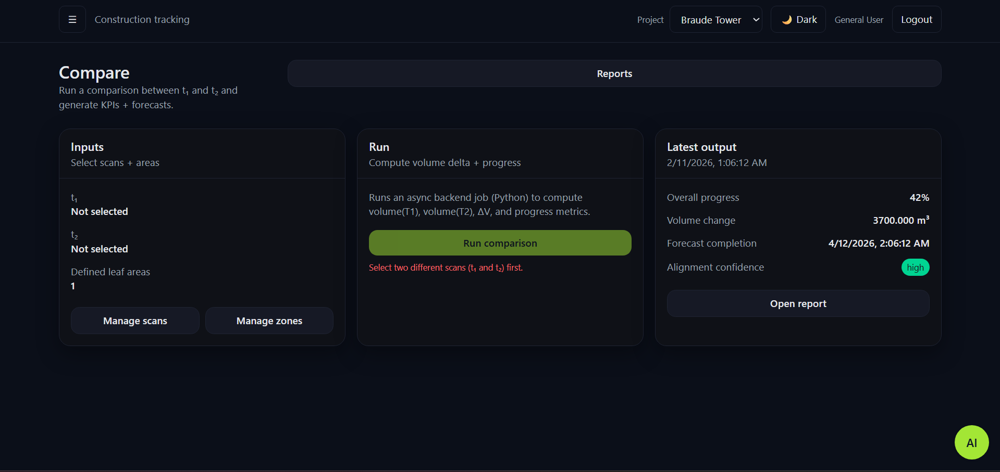 ☰ Construction tracking Project Braude Tower 🌙 Dark General User Logout
Compare
Run a comparison between t₁ and t₂ and
generate KPIs + forecasts.
Reports
Inputs
Select scans + areas
t₁
Not selected
t₂
Not selected
Defined leaf areas
1
Manage scans Manage zones
Run
Compute volume delta + progress
Runs an async backend job (Python) to compute
volume(T1), volume(T2), ΔV, and progress metrics.
Run comparison
Select two different scans (t₁ and t₂) first.
Latest output
2/11/2026, 1:06:12 AM
Overall progress 42%
Volume change 3700.000 m³
Forecast completion 4/12/2026, 2:06:12 AM
Alignment confidence high
Open report
AI